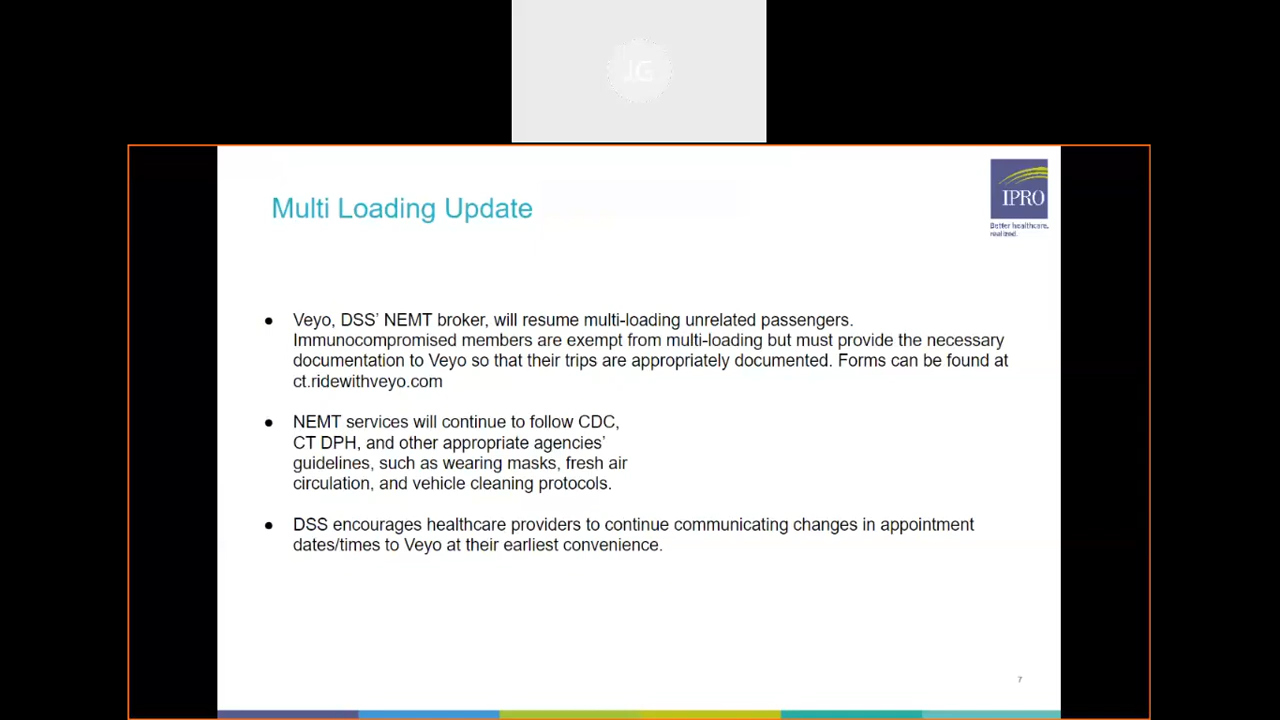 JG
Multi Loading Update
IPRO
Better healthcare,
realized.
● Veyo, DSS’ NEMT broker, will resume multi-loading unrelated passengers.
Immunocompromised members are exempt from multi-loading but must provide the necessary
documentation to Veyo so that their trips are appropriately documented. Forms can be found at
ct.ridewithveyo.com
● NEMT services will continue to follow CDC,
CT DPH, and other appropriate agencies’
guidelines, such as wearing masks, fresh air
circulation, and vehicle cleaning protocols.
● DSS encourages healthcare providers to continue communicating changes in appointment
dates/times to Veyo at their earliest convenience.
7